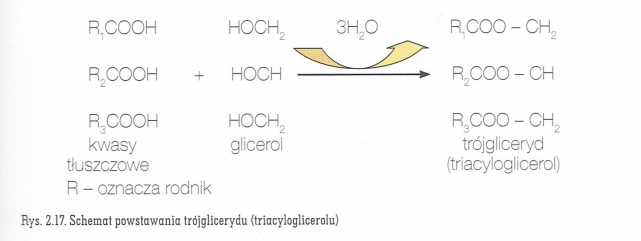 R₁COOH HOCH₂ 3H₂O R₁COO – CH₂
R₂COOH + HOCH R₂COO – CH
R₃COOH HOCH₂ R₃COO – CH₂
kwasy glicerol trójgliceryd
tłuszczowe (triacyloglicerol)
R – oznacza rodnik
Rys. 2.17. Schemat powstawania trójglicerydu (triacyloglicerolu)